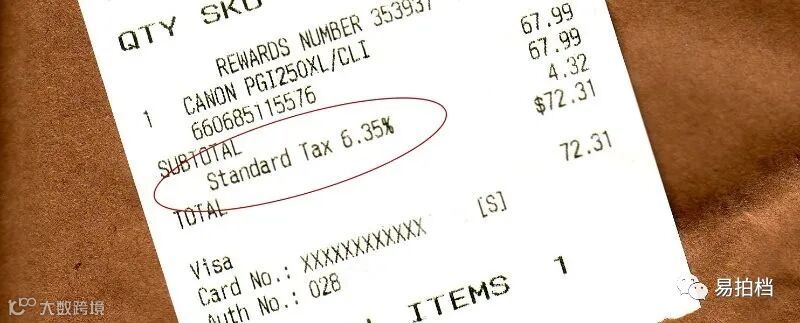 QTY SKU
REWARDS NUMBER 353937
1 CANON PGI250XL/CLI 67.99
660685115576
SUBTOTAL 67.99
Standard Tax 6.35% 4.32
TOTAL $72.31
Visa 72.31
Card No.: XXXXXXXXXXXX [S]
Auth No.: 028
ITEMS 1
易拍档
大数跨境